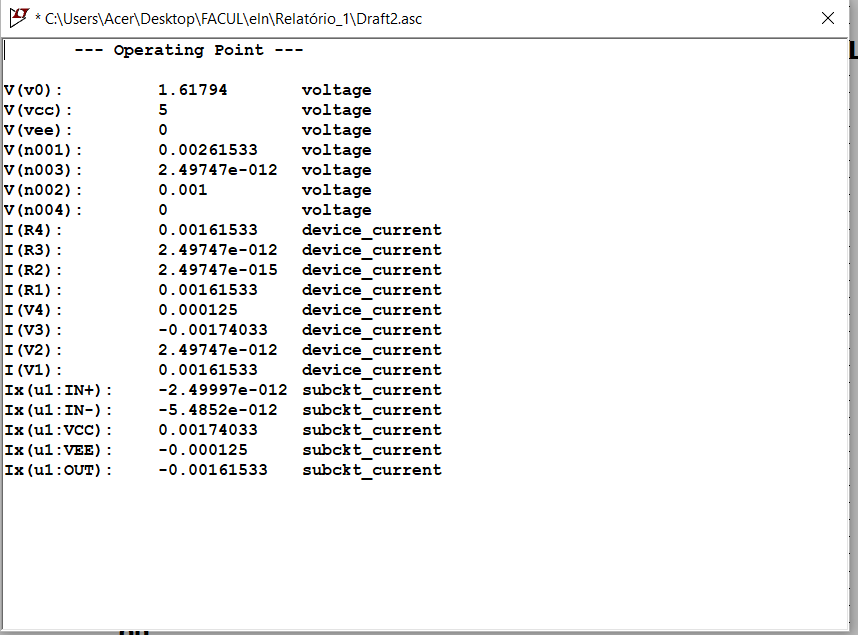 * C:\Users\Acer\Desktop\FACUL\eln\Relatório_1\Draft2.asc
--- Operating Point ---
V(v0): 1.61794 voltage
V(vcc): 5 voltage
V(vee): 0 voltage
V(n001): 0.00261533 voltage
V(n003): 2.49747e-012 voltage
V(n002): 0.001 voltage
V(n004): 0 voltage
I(R4): 0.00161533 device_current
I(R3): 2.49747e-012 device_current
I(R2): 2.49747e-015 device_current
I(R1): 0.00161533 device_current
I(V4): 0.000125 device_current
I(V3): -0.00174033 device_current
I(V2): 2.49747e-012 device_current
I(V1): 0.00161533 device_current
Ix(u1:IN+): -2.49997e-012 subckt_current
Ix(u1:IN-): -5.4852e-012 subckt_current
Ix(u1:VCC): 0.00174033 subckt_current
Ix(u1:VEE): -0.000125 subckt_current
Ix(u1:OUT): -0.00161533 subckt_current